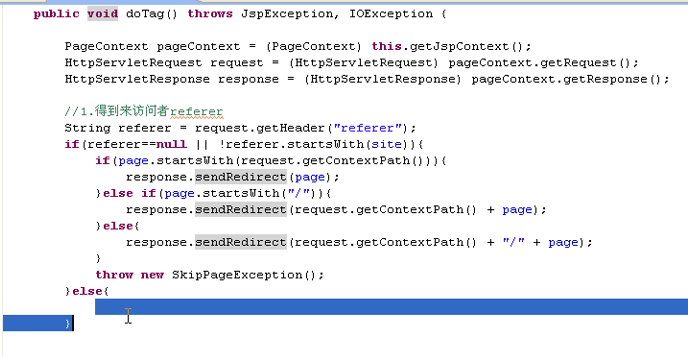 public void doTag() throws JspException, IOException {
PageContext pageContext = (PageContext) this.getJspContext();
HttpServletRequest request = (HttpServletRequest) pageContext.getRequest();
HttpServletResponse response = (HttpServletResponse) pageContext.getResponse();
//1.得到来访问者referer
String referer = request.getHeader("referer");
if(referer==null || !referer.startsWith(site)){
if(page.startsWith(request.getContextPath())){
response.sendRedirect(page);
}else if(page.startsWith("/")){
response.sendRedirect(request.getContextPath() + page);
}else{
response.sendRedirect(request.getContextPath() + "/" + page);
}
throw new SkipPageException();
}else{
}